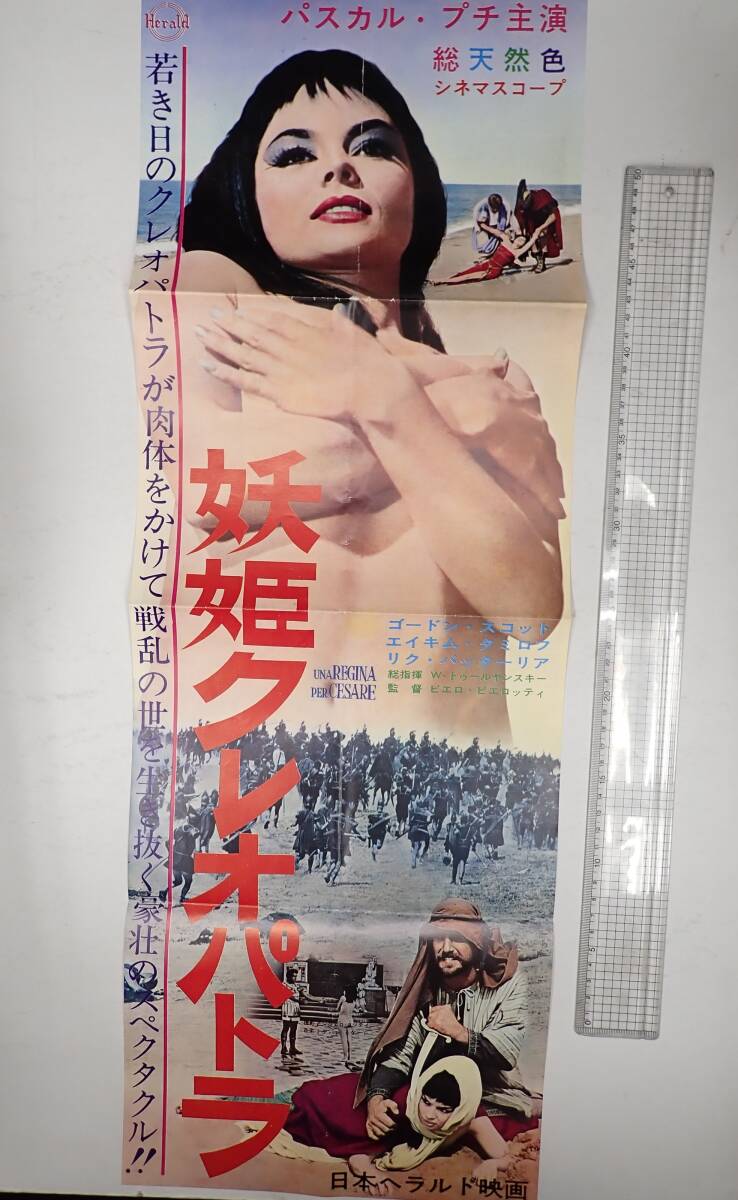 Herald
パスカル・プチ主演
総天然色
シネマスコープ
若き日のクレオパトラが肉体をかけて戦乱の世を生き抜く豪壮のスペクタクル!!
妖姫クレオパトラ
UNA REGINA
PER CESARE
ゴードン・スコット
エイキム・タミロフ
リク・バッターリア
総指揮 W・トゥールヤンスキー
監督 ピエロ・ピエロッティ
日本ヘラルド映画